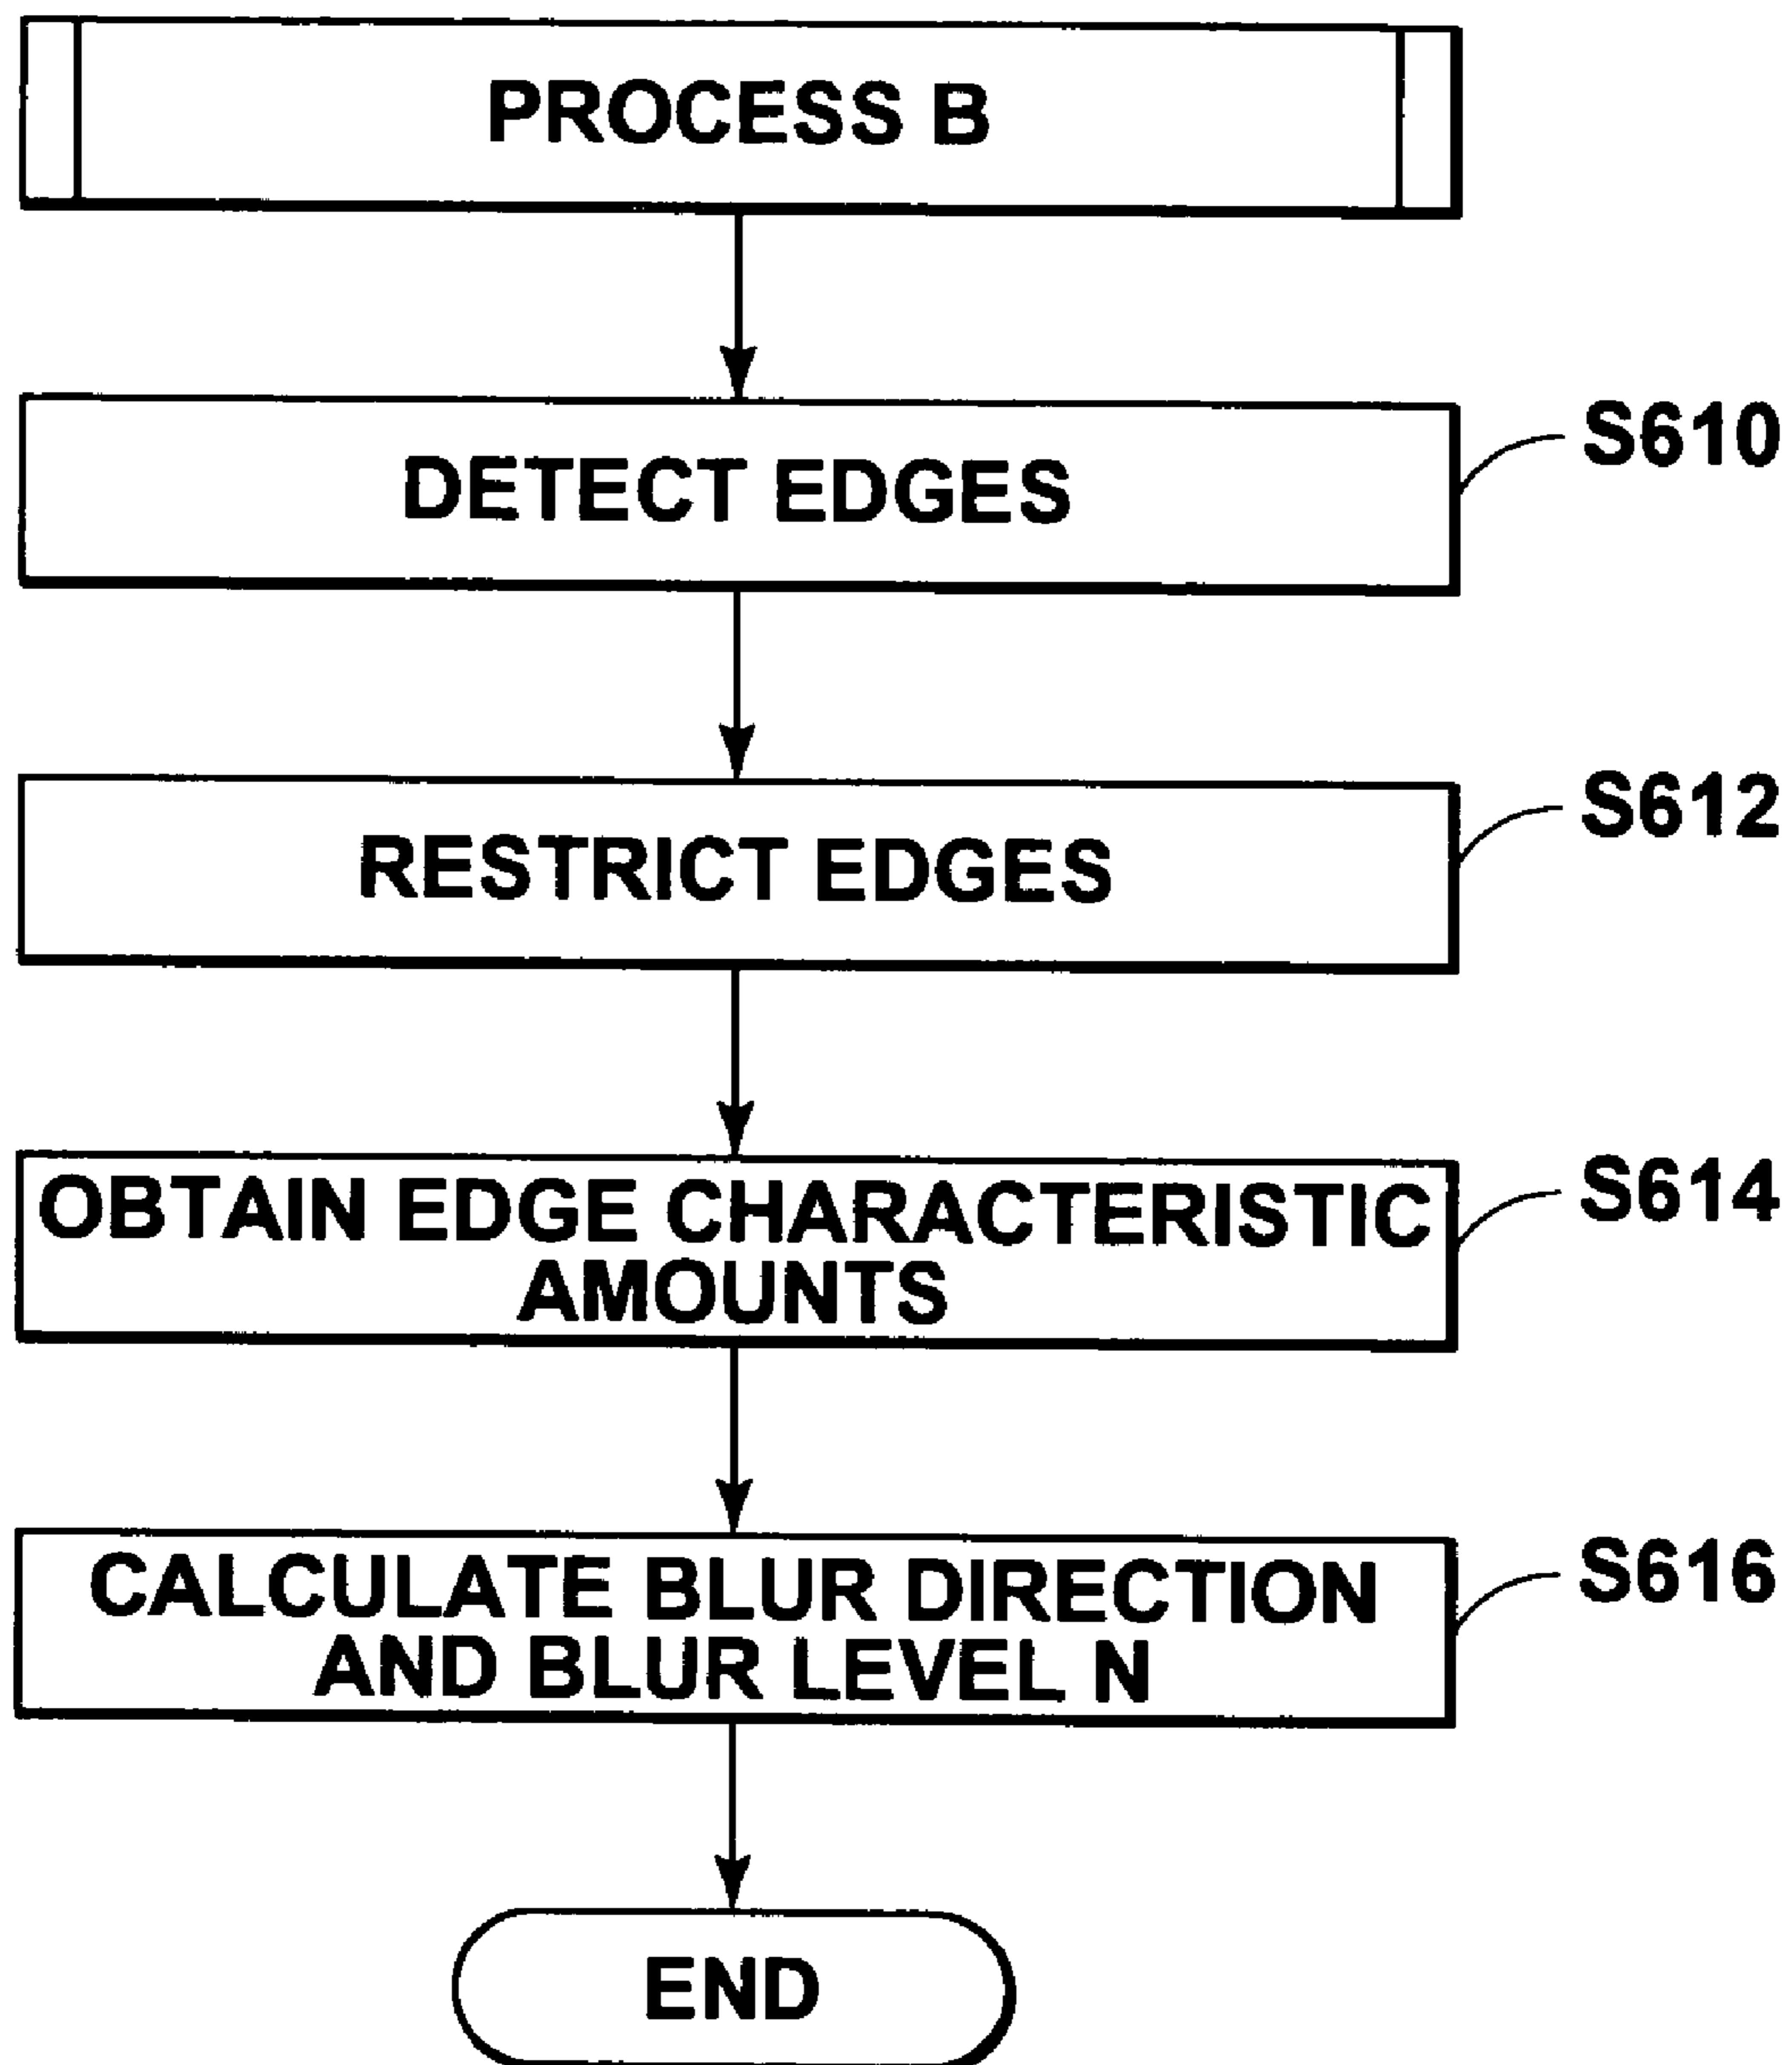 PROCESS B
DETECT EDGES
S610
RESTRICT EDGES
S612
OBTAIN EDGE CHARACTERISTIC
AMOUNTS
S614
CALCULATE BLUR DIRECTION
AND BLUR LEVEL N
S616
END